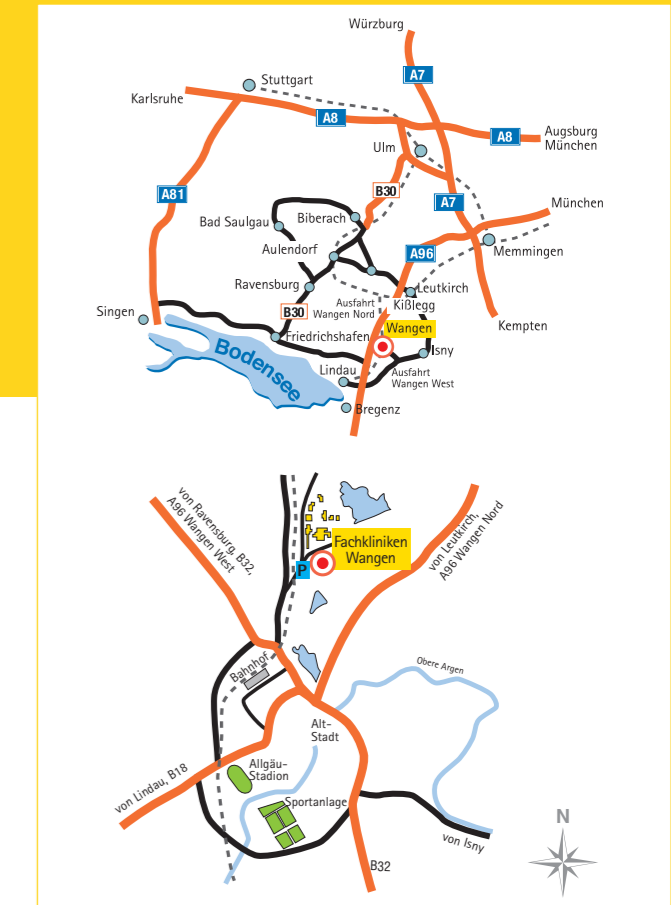 Würzburg
A7
Stuttgart
Karlsruhe
A8
A8
Augsburg
München
Ulm
A81
B30
A7
München
Biberach
Bad Saulgau
Aulendorf
A96
Memmingen
Ravensburg
Leutkirch
Ausfahrt
Wangen Nord
Kißlegg
Singen
B30
Kempten
Wangen
Friedrichshafen
Isny
Bodensee
Lindau
Ausfahrt
Wangen West
Bregenz
von Ravensburg, B32,
A96 Wangen West
Fachkliniken
Wangen
P
von Leutkirch,
A96 Wangen Nord
Bahnhof
Obere Argen
Alt-
Stadt
Allgäu-
Stadion
von Lindau, B18
Sportanlage
von Isny
B32
N